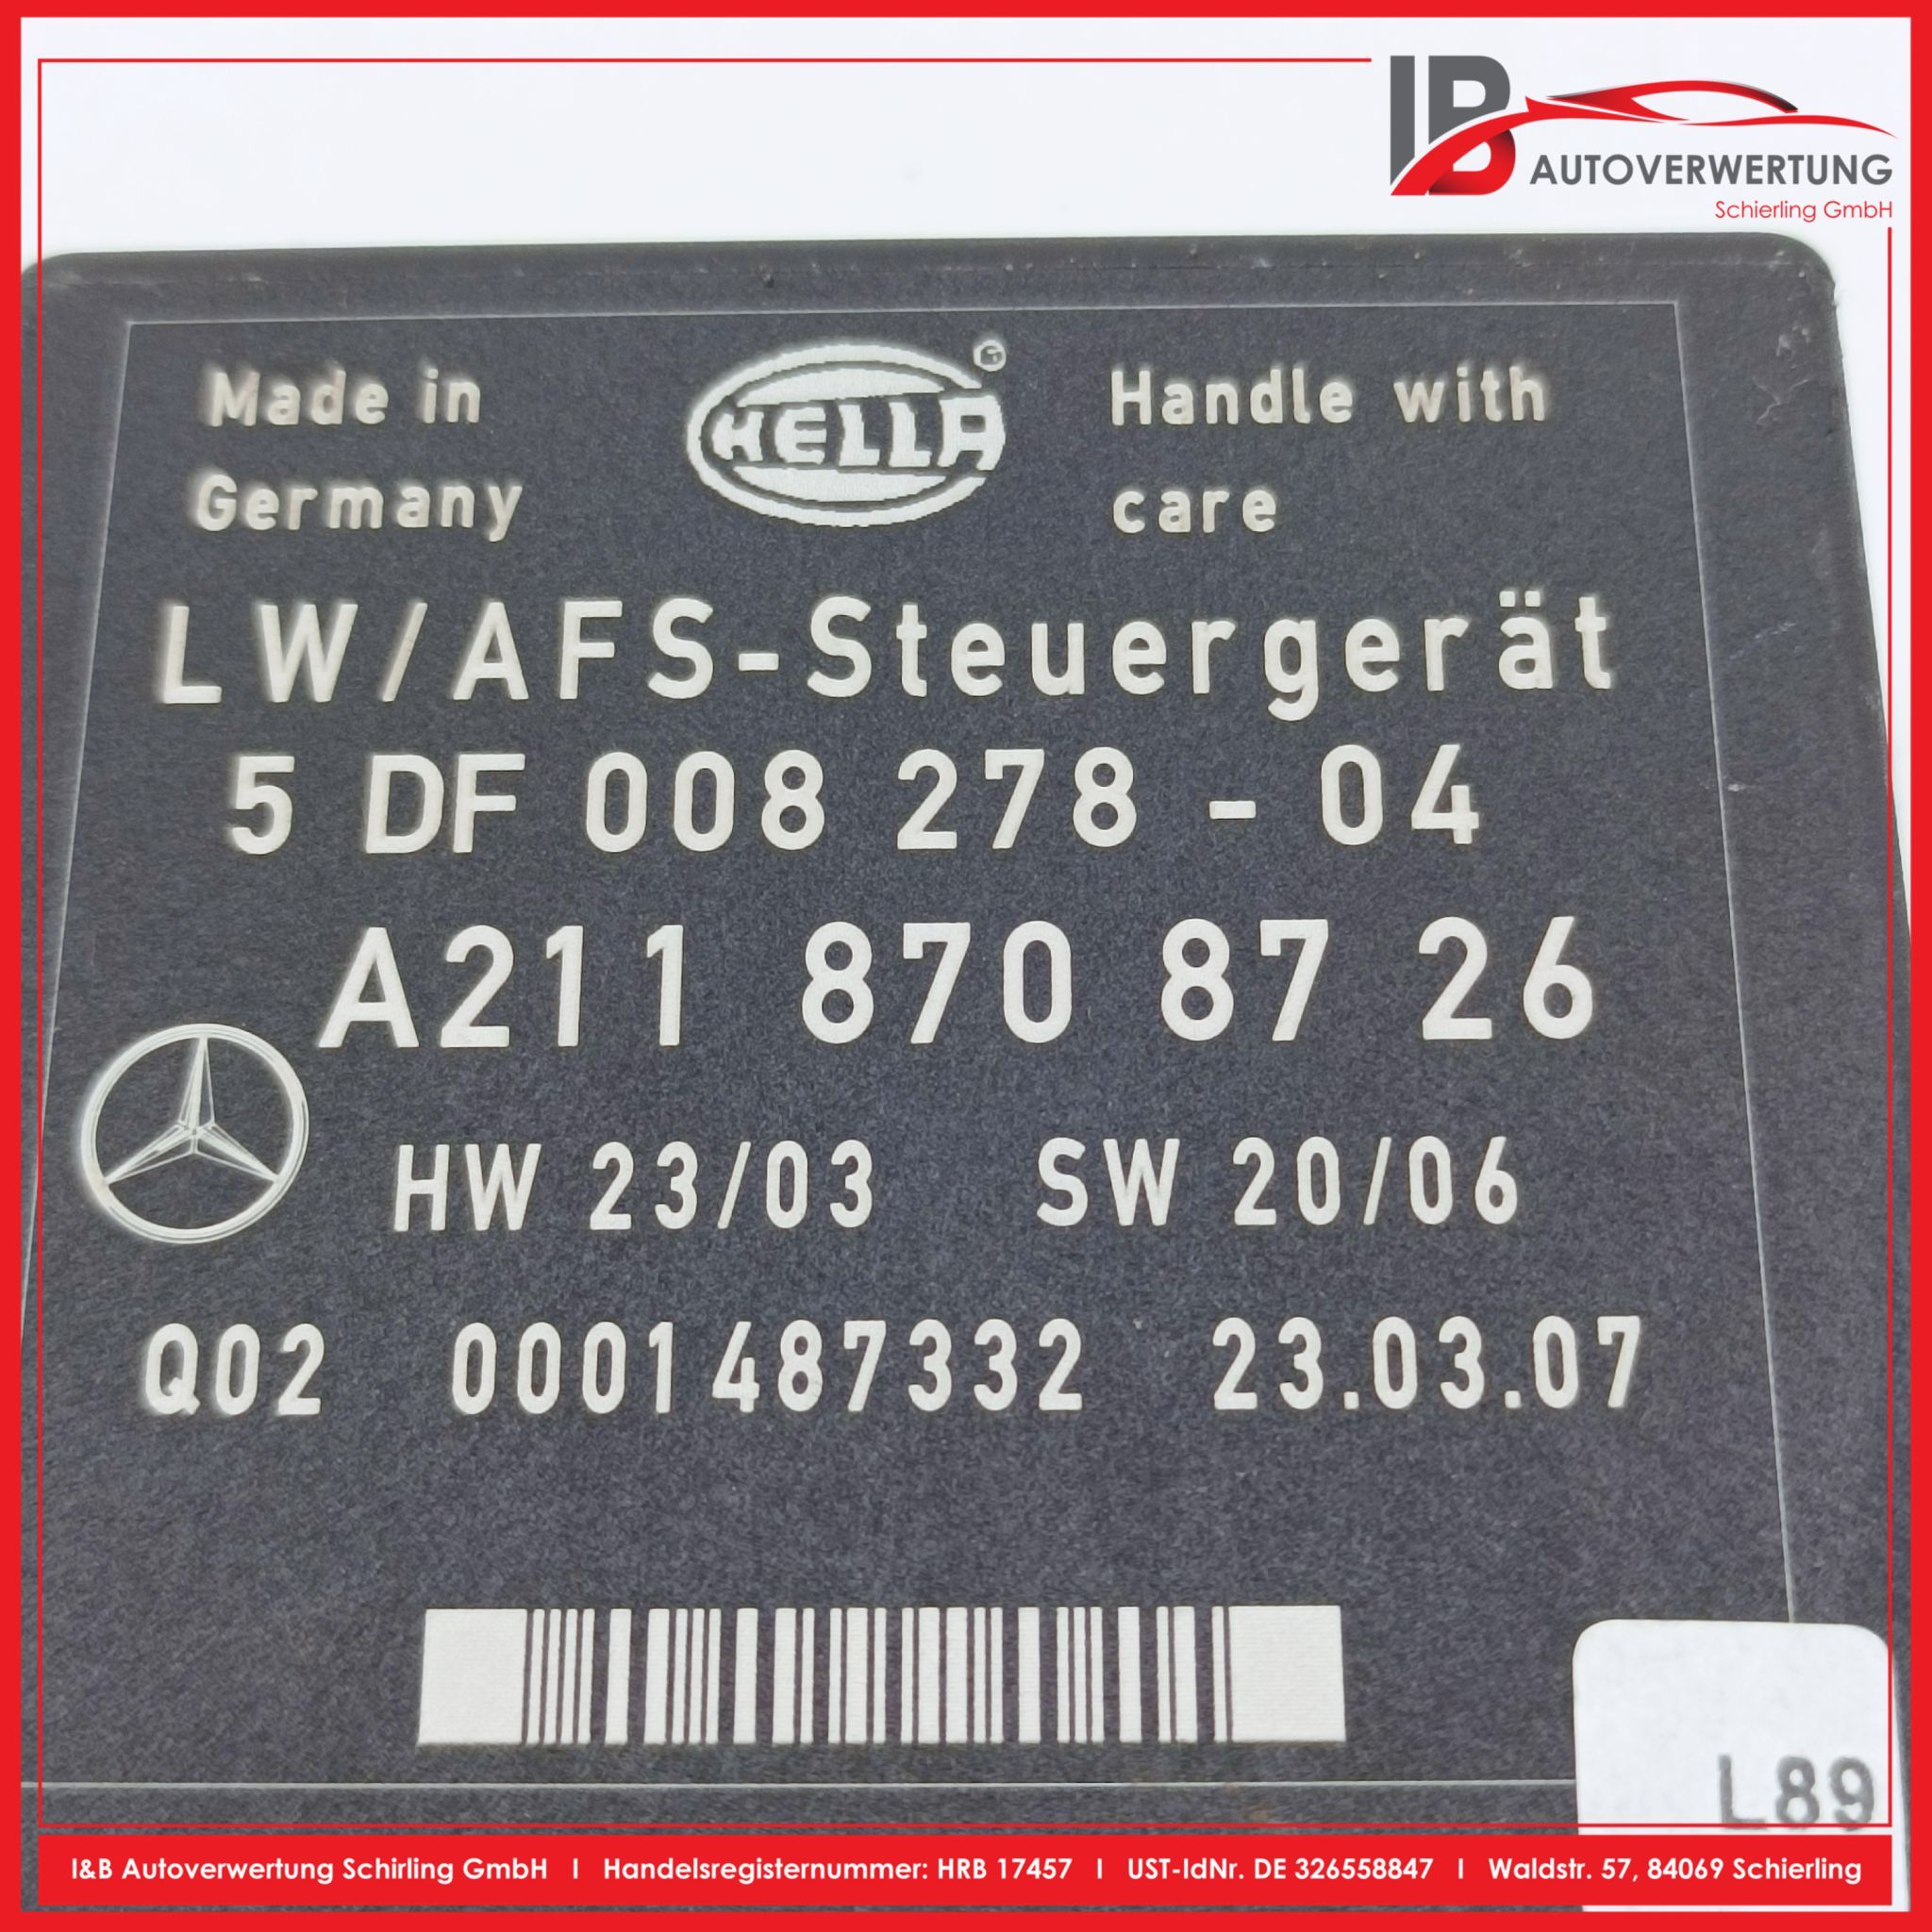 IB
AUTOVERWERTUNG
Schierling GmbH
Made in HELLA® Handle with
Germany care
LW/AFS-Steuergerät
5 DF 008 278 - 04
A211 870 87 26
HW 23/03 SW 20/06
Q02 0001487332 23.03.07
L89
I&B Autoverwertung Schirling GmbH I Handelsregisternummer: HRB 17457 I UST-IdNr. DE 326558847 I Waldstr. 57, 84069 Schierling